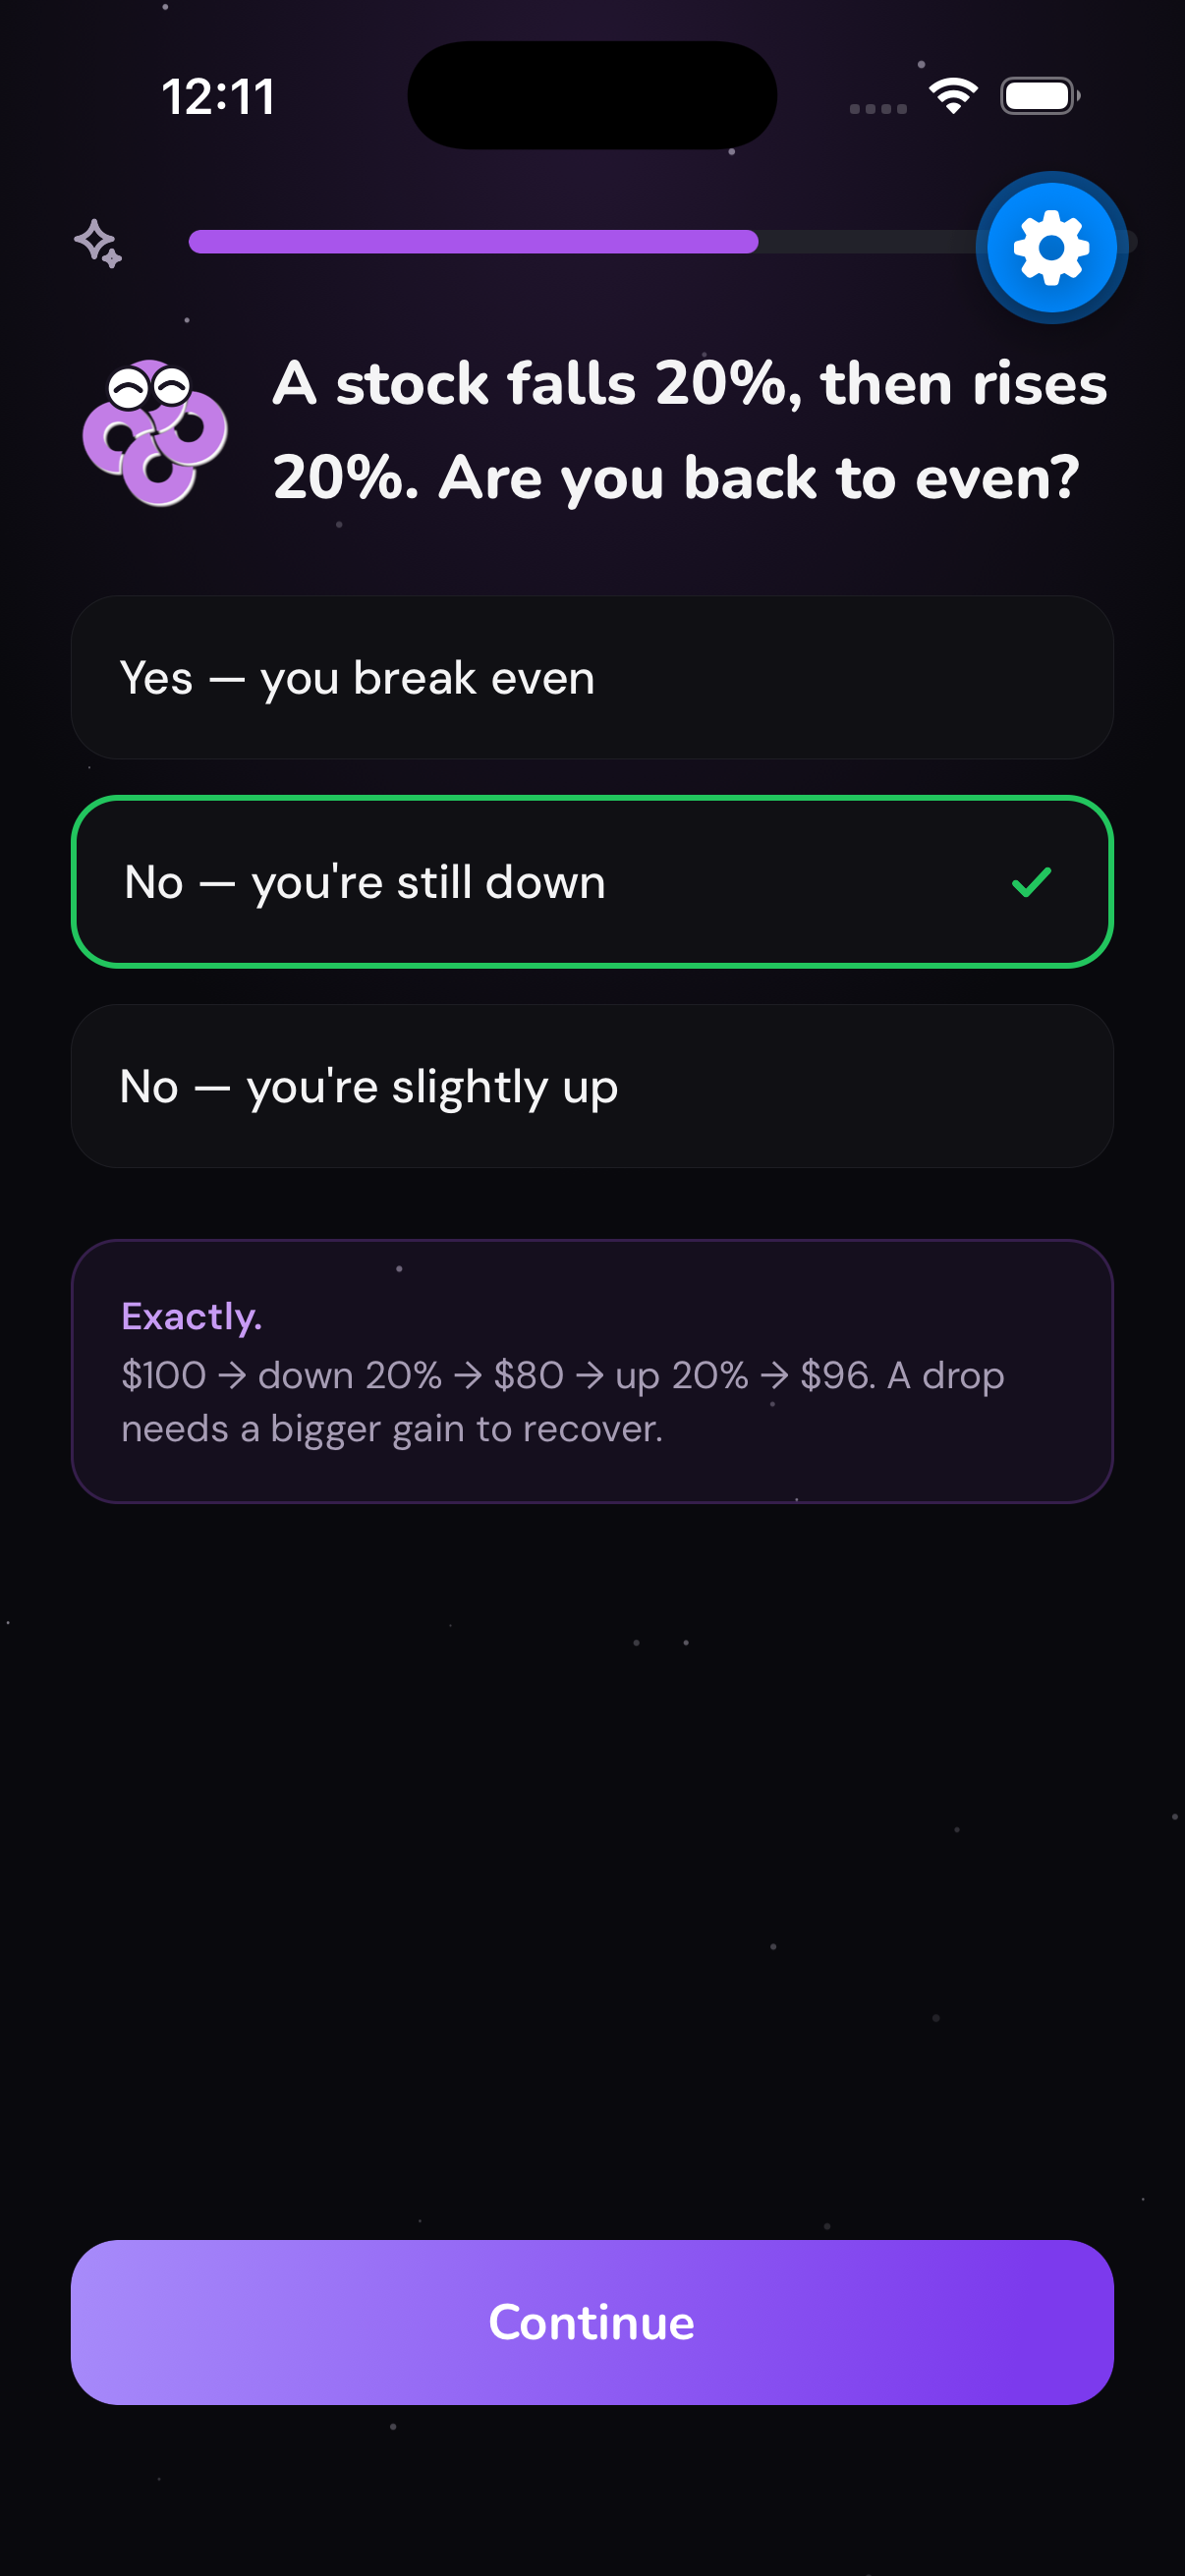 12:11
A stock falls 20%, then rises
20%. Are you back to even?
Yes — you break even
No — you're still down
No — you're slightly up
Exactly.
$100 → down 20% → $80 → up 20% → $96. A drop
needs a bigger gain to recover.
Continue